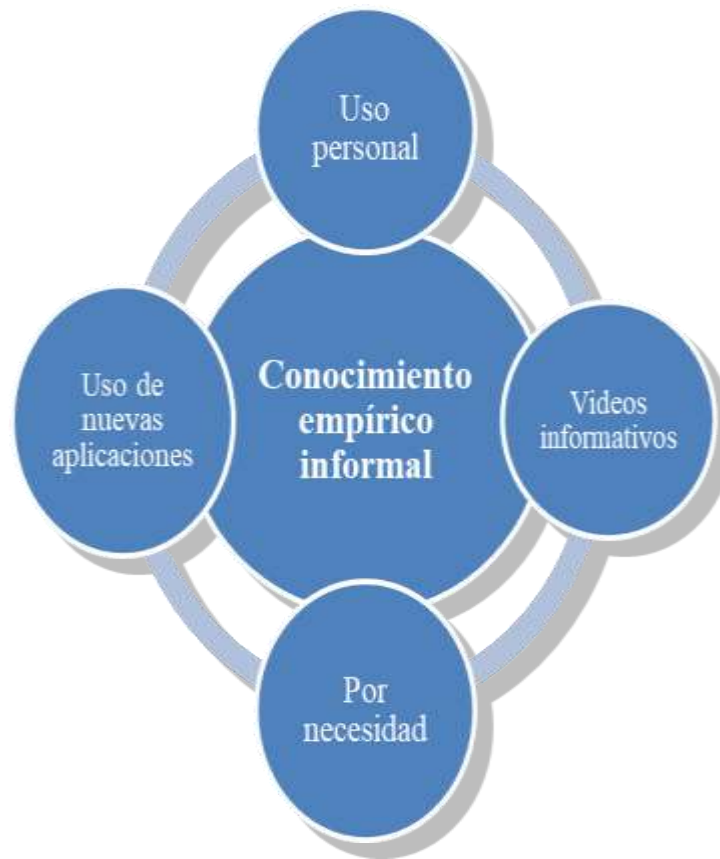 Uso
personal
Conocimiento
empírico
informal
Videos
informativos
Por
necesidad
Uso de
nuevas
aplicaciones